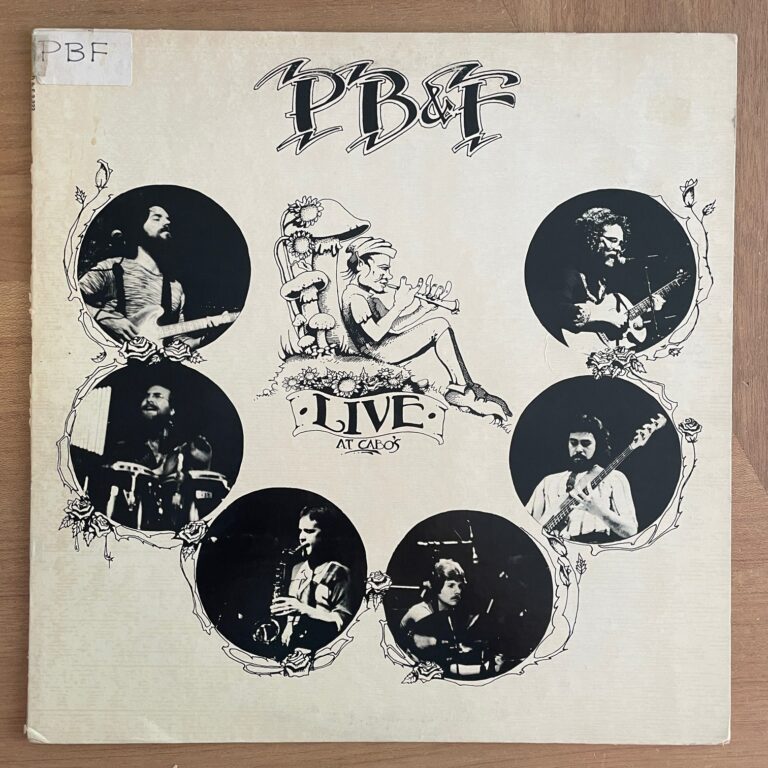 PBF
PB&F
·LIVE·
AT CABO'S